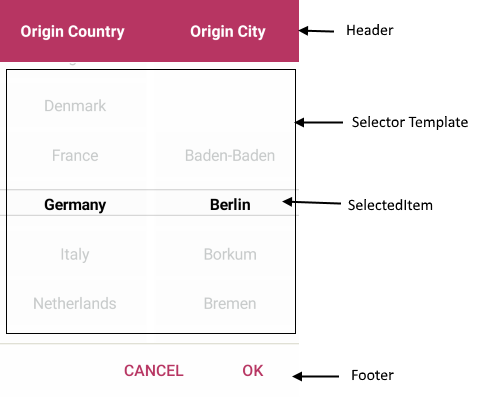 Origin Country Origin City
Header
Denmark
Selector Template
France Baden-Baden
Germany Berlin
SelectedItem
Italy Borkum
Netherlands Bremen
CANCEL OK
Footer